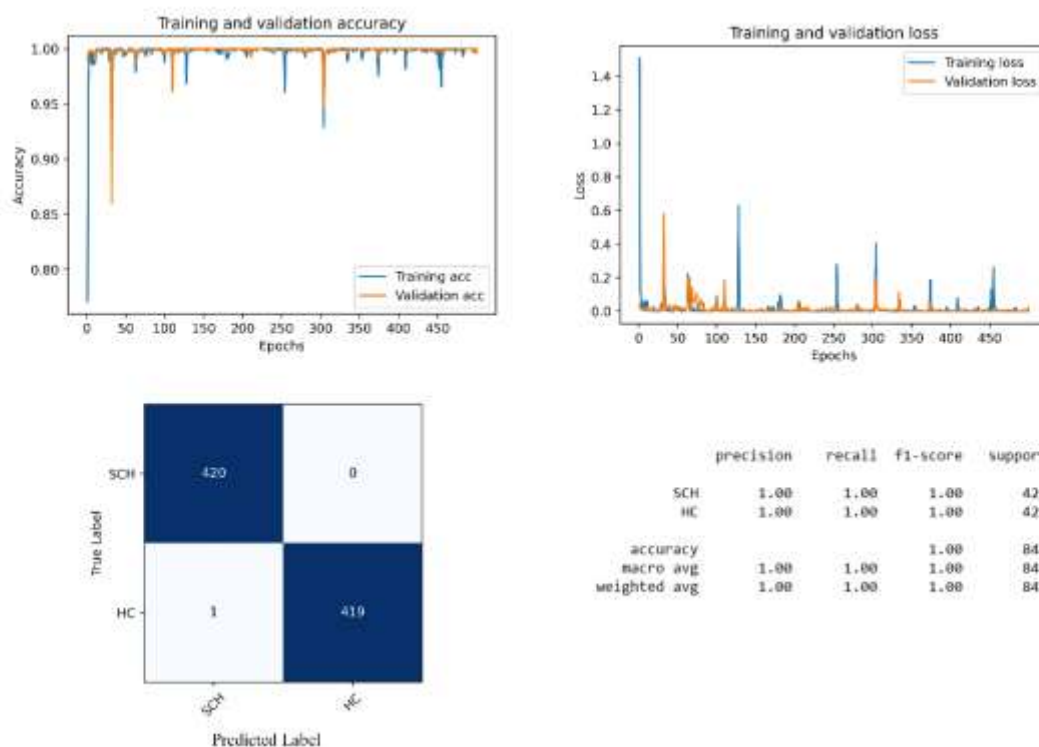 Training and validation accuracy
1.00
0.95
0.90
0.85
0.80
Accuracy
Training acc
Validation acc
0 50 100 150 200 250 300 350 400 450
Epochs
Training and validation loss
Training loss
Validation loss
1.4
1.2
1.0
0.8
0.6
0.4
0.2
0.0
Loss
0 50 100 150 200 250 300 350 400 450
Epochs
True Label
SCH
420 0
HC
1 419
SCH HC
Predicted Label
precision recall f1-score suppor
SCH 1.00 1.00 1.00 42
HC 1.00 1.00 1.00 42
accuracy 1.00 84
macro avg 1.00 1.00 1.00 84
weighted avg 1.00 1.00 1.00 84